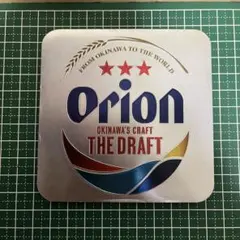 FROM OKINAWA TO THE WORLD
Orion
OKINAWA'S CRAFT
THE DRAFT